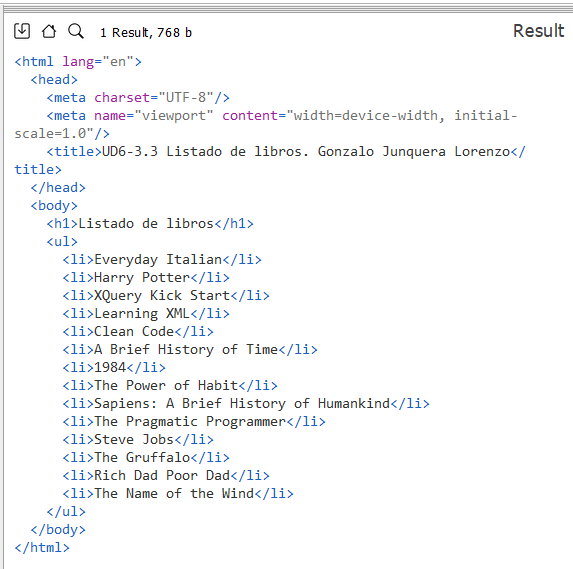 1 Result, 768 b
Result
<html lang="en">
  <head>
    <meta charset="UTF-8"/>
    <meta name="viewport" content="width=device-width, initial-
scale=1.0"/>
    <title>UD6-3.3 Listado de libros. Gonzalo Junquera Lorenzo</
title>
  </head>
  <body>
    <h1>Listado de libros</h1>
    <ul>
      <li>Everyday Italian</li>
      <li>Harry Potter</li>
      <li>XQuery Kick Start</li>
      <li>Learning XML</li>
      <li>Clean Code</li>
      <li>A Brief History of Time</li>
      <li>1984</li>
      <li>The Power of Habit</li>
      <li>Sapiens: A Brief History of Humankind</li>
      <li>The Pragmatic Programmer</li>
      <li>Steve Jobs</li>
      <li>The Gruffalo</li>
      <li>Rich Dad Poor Dad</li>
      <li>The Name of the Wind</li>
    </ul>
  </body>
</html>